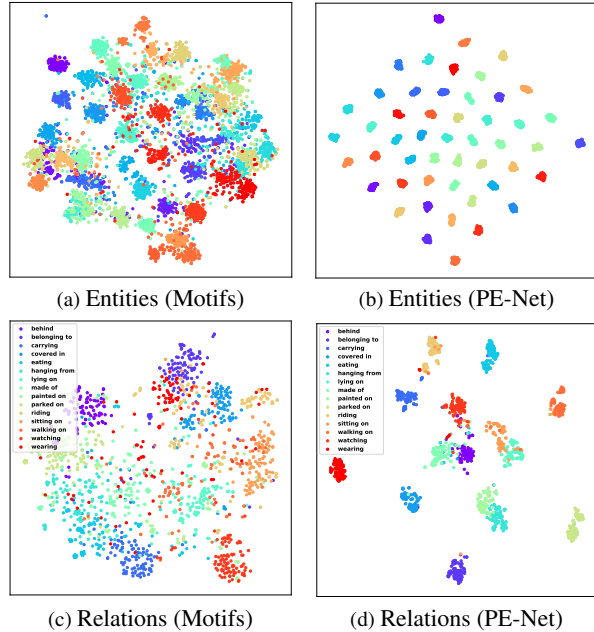 (a) Entities (Motifs)
(b) Entities (PE-Net)
behind
belonging to
carrying
covered in
eating
hanging from
lying on
made of
painted on
parked on
riding
sitting on
walking on
watching
wearing
(c) Relations (Motifs)
behind
belonging to
carrying
covered in
eating
hanging from
lying on
made of
painted on
parked on
riding
sitting on
walking on
watching
wearing
(d) Relations (PE-Net)